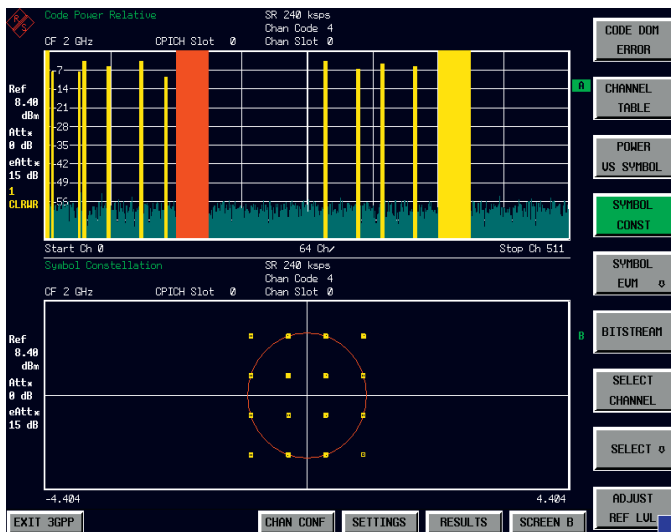 R S
Code Power Relative
SR 240 ksps
Chan Code 4
CF 2 GHz
CPICH Slot 0
Chan Slot 0
Ref
8.40
dBm
Att*
0 dB
eAtt*
15 dB
1
CLRWR
-7
-14
-21
-28
-35
-42
-49
-56
A
Start Ch 0
64 Ch/
Stop Ch 511
Symbol Constellation
SR 240 ksps
Chan Code 4
CF 2 GHz
CPICH Slot 0
Chan Slot 0
Ref
8.40
dBm
Att*
0 dB
eAtt*
15 dB
B
-4.404
4.404
CODE DOM
ERROR
CHANNEL
TABLE
POWER
VS SYMBOL
SYMBOL
CONST
SYMBOL
EVM ⇩
BITSTREAM
SELECT
CHANNEL
SELECT ⇩
ADJUST
REF LVL
EXIT 3GPP
CHAN CONF
SETTINGS
RESULTS
SCREEN B